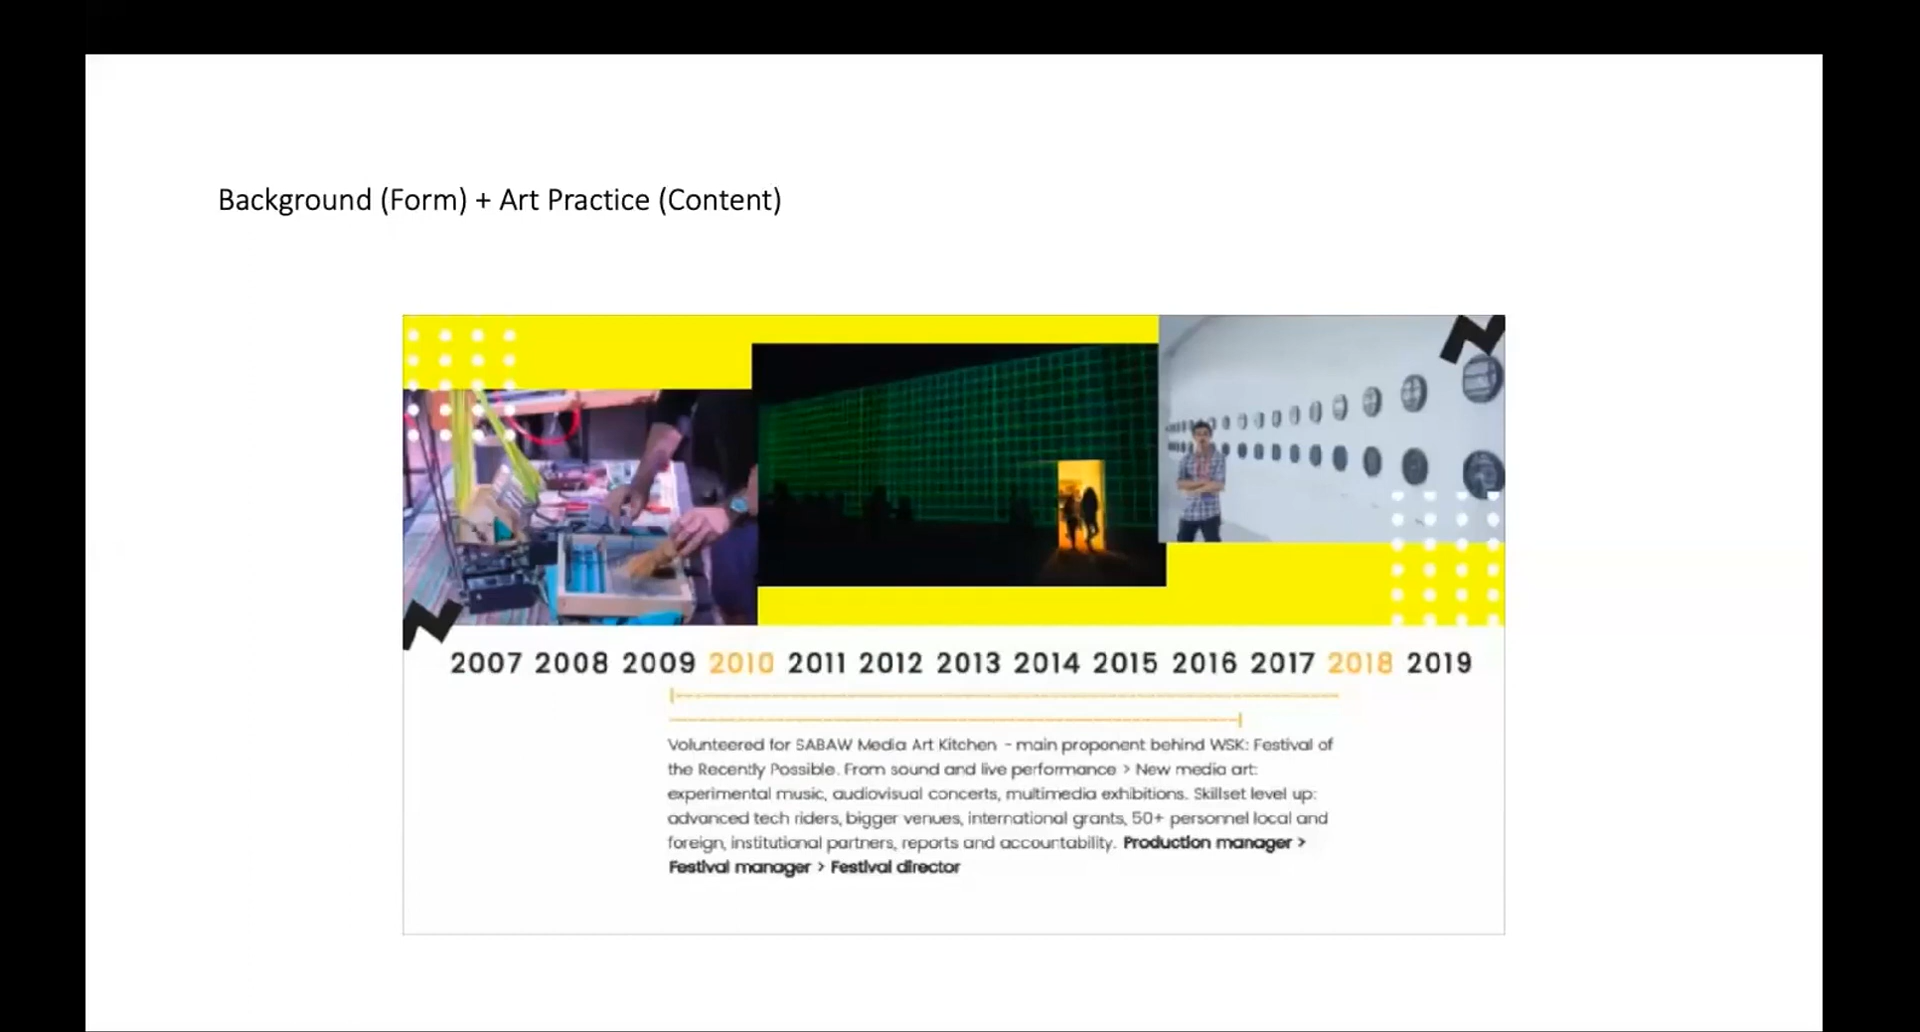 Background (Form) + Art Practice (Content)
2007 2008 2009 2010 2011 2012 2013 2014 2015 2016 2017 2018 2019
Volunteered for SABAW Media Art Kitchen - main proponent behind WSK: Festival of
the Recently Possible. From sound and live performance > New media art:
experimental music, audiovisual concerts, multimedia exhibitions. Skillset level up:
advanced tech riders, bigger venues, international grants, 50+ personnel local and
foreign, institutional partners, reports and accountability. Production manager >
Festival manager > Festival director